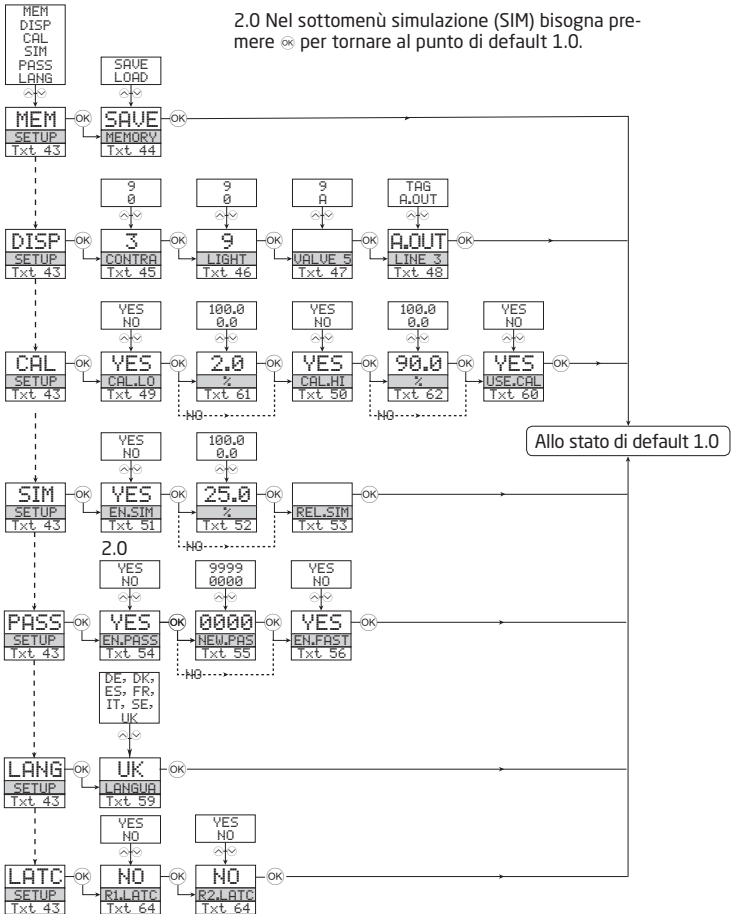 2.0 Nel sottomenù simulazione (SIM) bisogna pre-
mere OK per tornare al punto di default 1.0.
MEM
DISP
CAL
SIM
PASS
LANG
SAVE
LOAD
MEM OK SAVE OK
SETUP MEMORY
Txt 43 Txt 44
9 9 9 TAG
0 0 A A.OUT
DISP OK 3 OK 9 OK OK A.OUT OK
SETUP CONTRA LIGHT VALVE 5 LINE 3
Txt 43 Txt 45 Txt 46 Txt 47 Txt 48
YES 100.0 YES 100.0 YES
NO 0.0 NO 0.0 NO
CAL OK YES OK 2.0 OK YES OK 90.0 OK YES OK
SETUP CAL.LO % CAL.HI % USE.CAL
Txt 43 Txt 49 Txt 61 Txt 50 Txt 62 Txt 60
NO NO
Allo stato di default 1.0
YES 100.0
NO 0.0
SIM OK YES OK 25.0 OK OK
SETUP EN.SIM % REL.SIM
Txt 43 Txt 51 Txt 52 Txt 53
NO
2.0
YES 9999 YES
NO 0000 NO
PASS OK YES OK 0000 OK YES OK
SETUP EN.PASS NEW.PAS EN.FAST
Txt 43 Txt 54 Txt 55 Txt 56
NO
DE, DK,
ES, FR,
IT, SE,
UK
LANG OK UK OK
SETUP LANGUA
Txt 43 Txt 59
YES YES
NO NO
LATC OK NO OK NO OK
SETUP R1.LATC R2.LATC
Txt 43 Txt 64 Txt 64